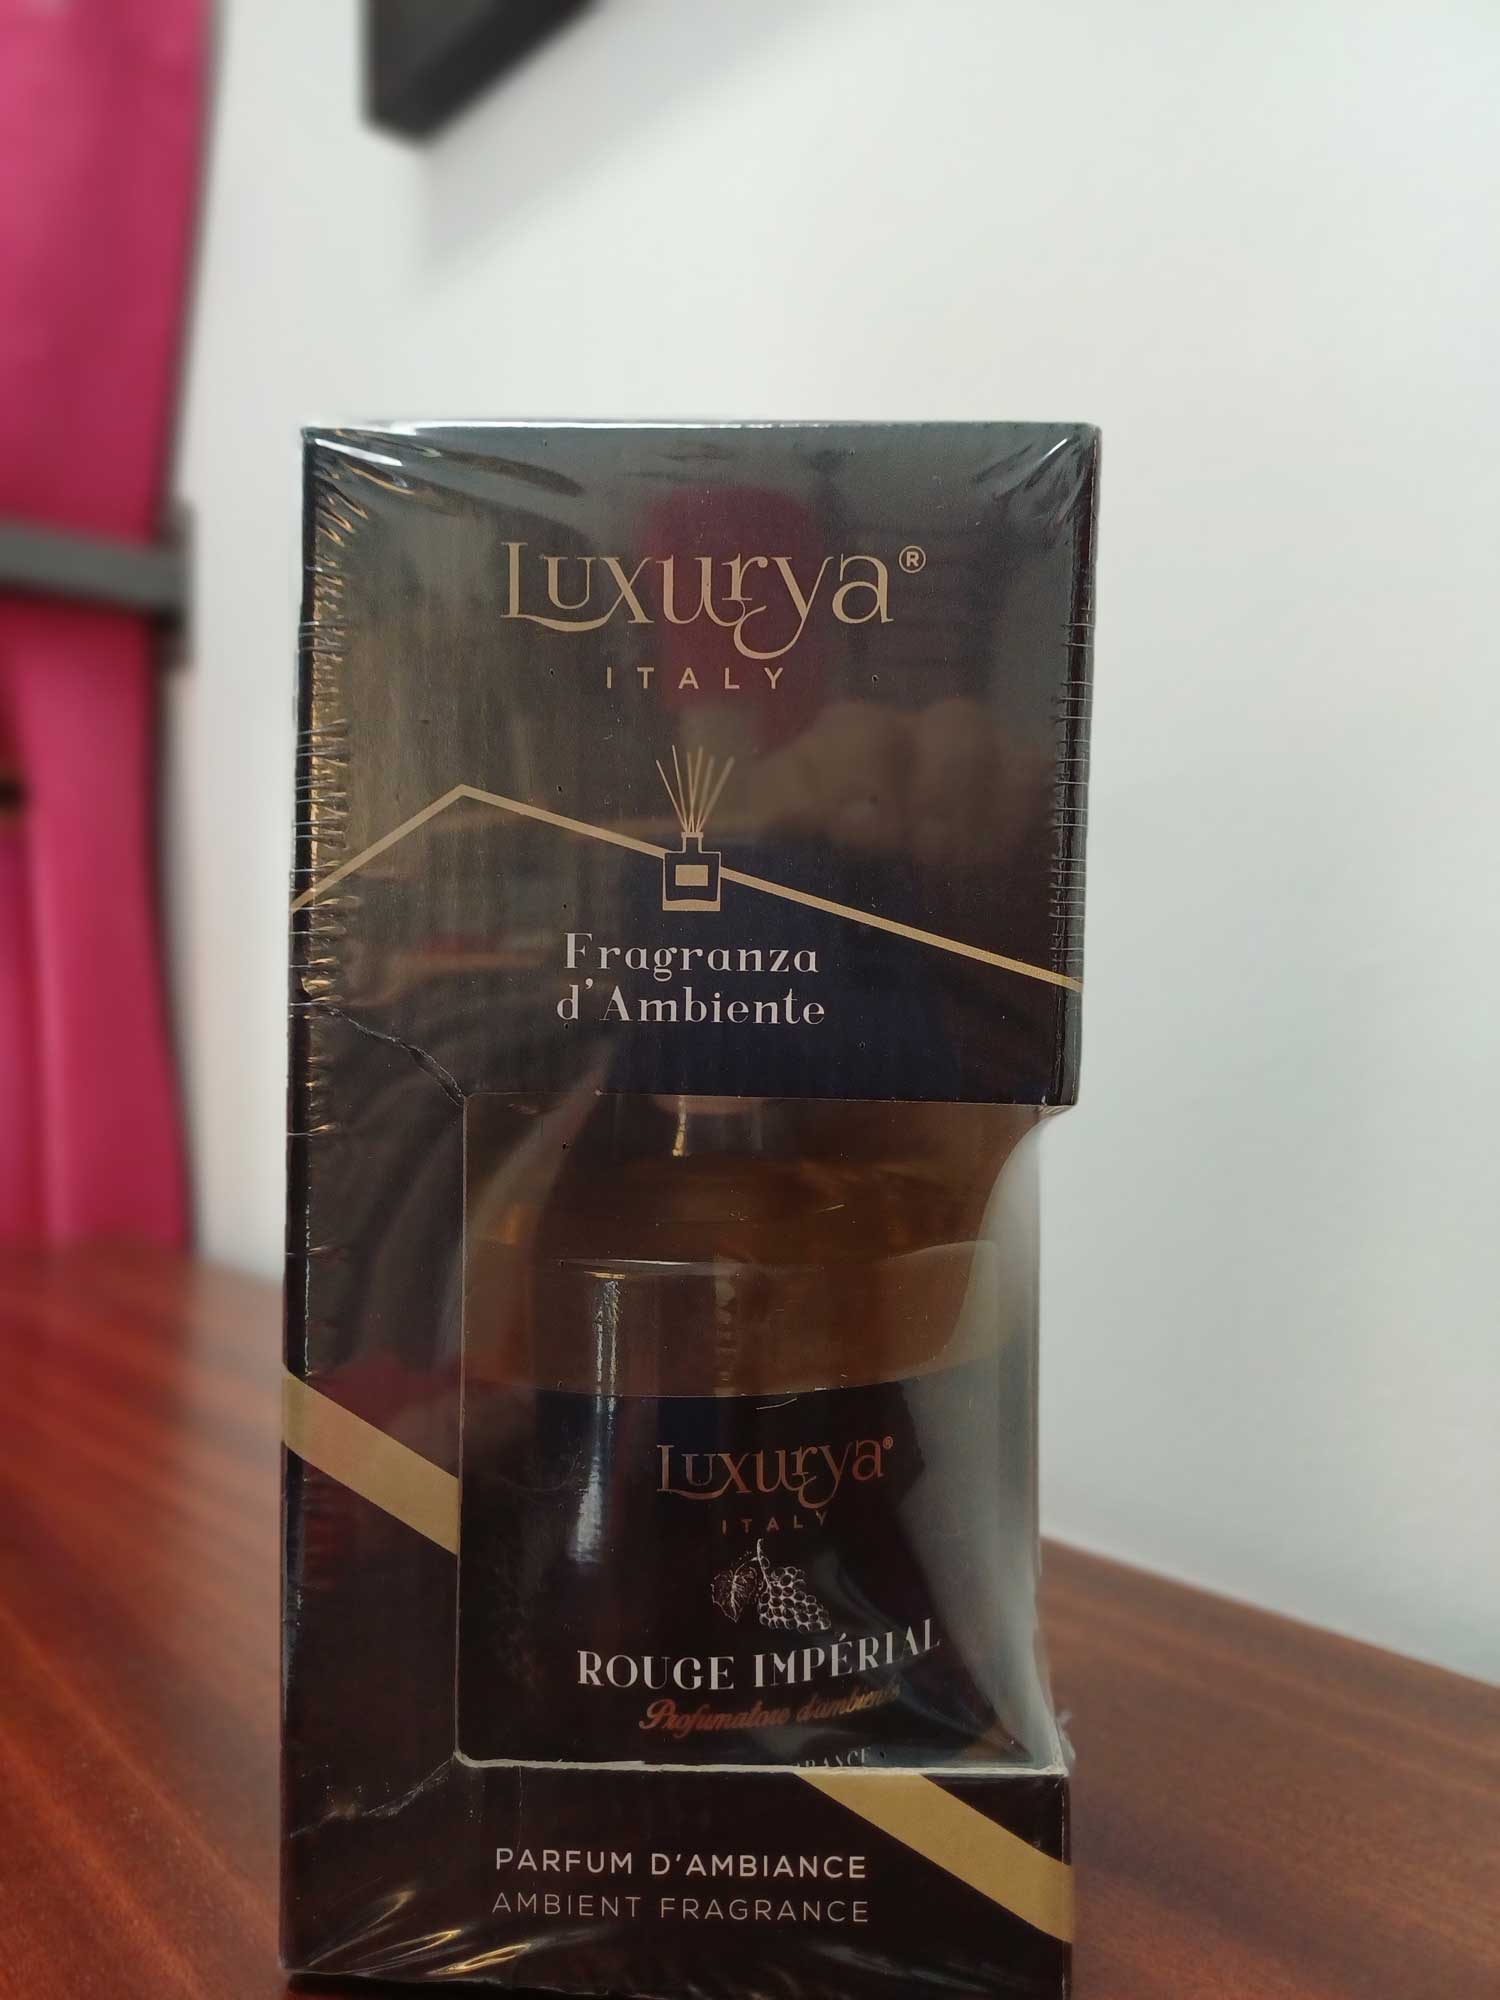 Luxurya®
ITALY
Fragranza
d'Ambiente
Luxurya®
ITALY
ROUGE IMPÉRIAL
Profumatore d'ambiente
PARFUM D'AMBIANCE
AMBIENT FRAGRANCE